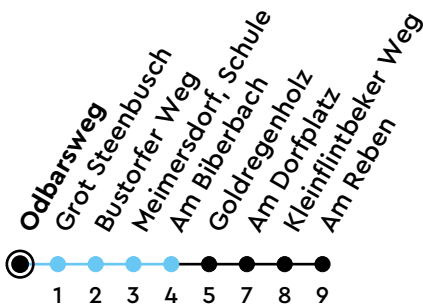 Odbarsweg
Grot Steenbusch
Bustorfer Weg
Meimersdorf, Schule
Am Biberbach
Goldregenholz
Am Dorfplatz
Kleinflintbeker Weg
Am Reben
1 2 3 4 5 7 8 9